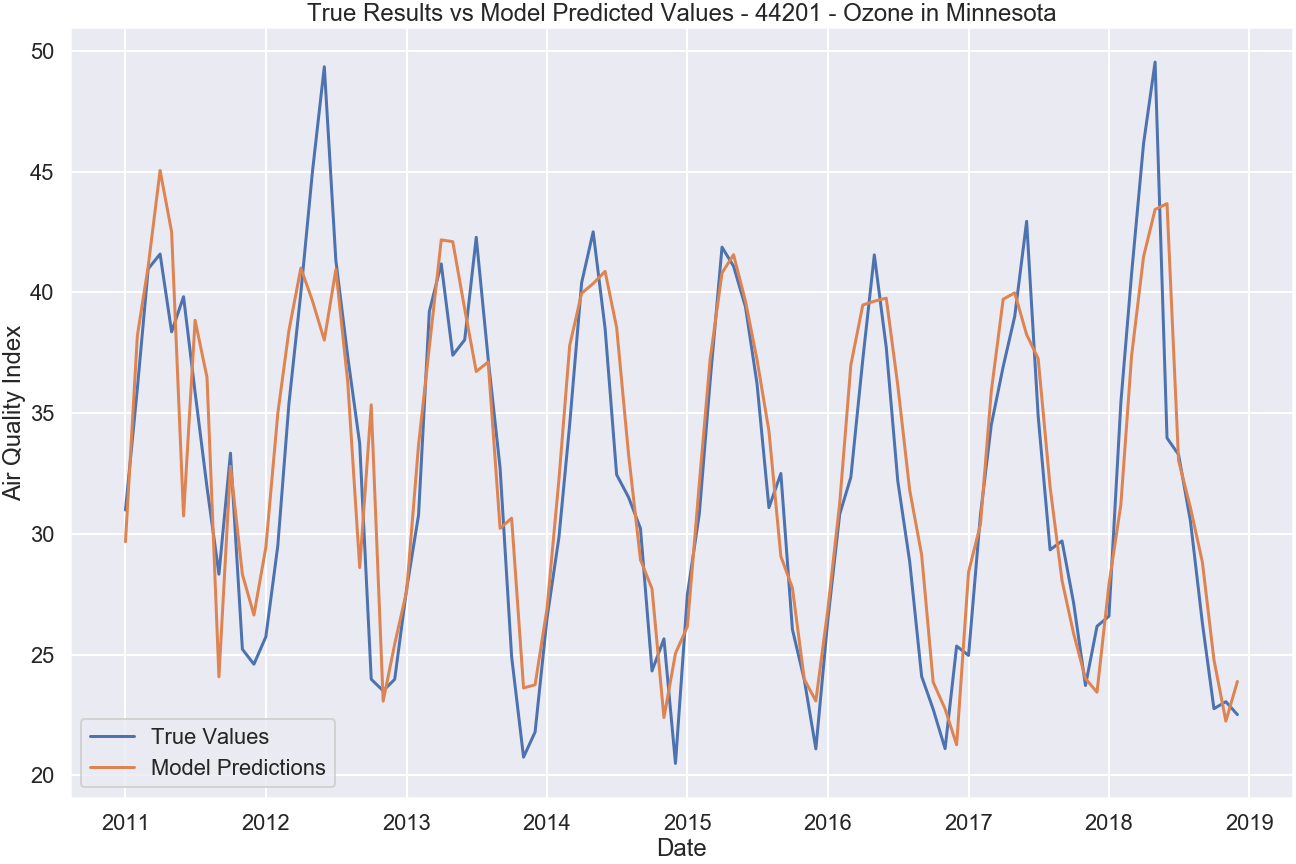 True Results vs Model Predicted Values - 44201 - Ozone in Minnesota
50
45
40
35
30
25
20
Air Quality Index
True Values
Model Predictions
2011 2012 2013 2014 2015 2016 2017 2018 2019
Date